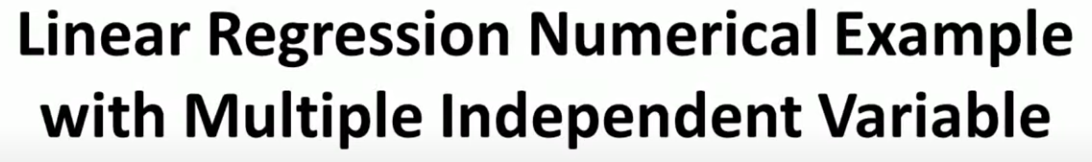 Linear Regression Numerical Example
with Multiple Independent Variable